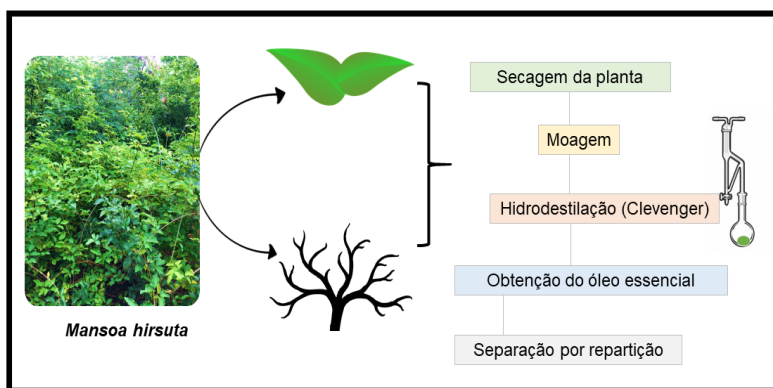 Secagem da planta
Moagem
Hidrodestilação (Clevenger)
Obtenção do óleo essencial
Separação por repartição
Mansoa hirsuta